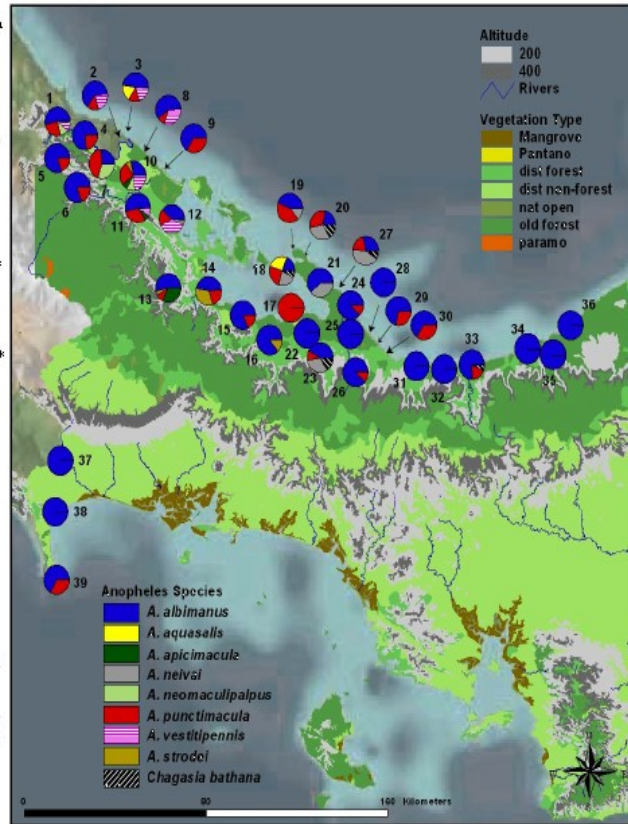 Altitude
200
400
Rivers
Vegetation Type
Mangrove
Pantano
dist forest
dist non-forest
nat open
old forest
paramo
1
2
3
4
5
6
7
8
9
10
11
12
13
14
15
16
17
18
19
20
21
22
23
24
25
26
27
28
29
30
31
32
33
34
35
36
37
38
39
Anopheles Species
A. albimanus
A. aquasalis
A. apicimacula
A. neivai
A. neomaculipalpus
A. punctimacula
A. vestitipennis
A. strodei
Chagasia bathana
0 80 160 Kilometers